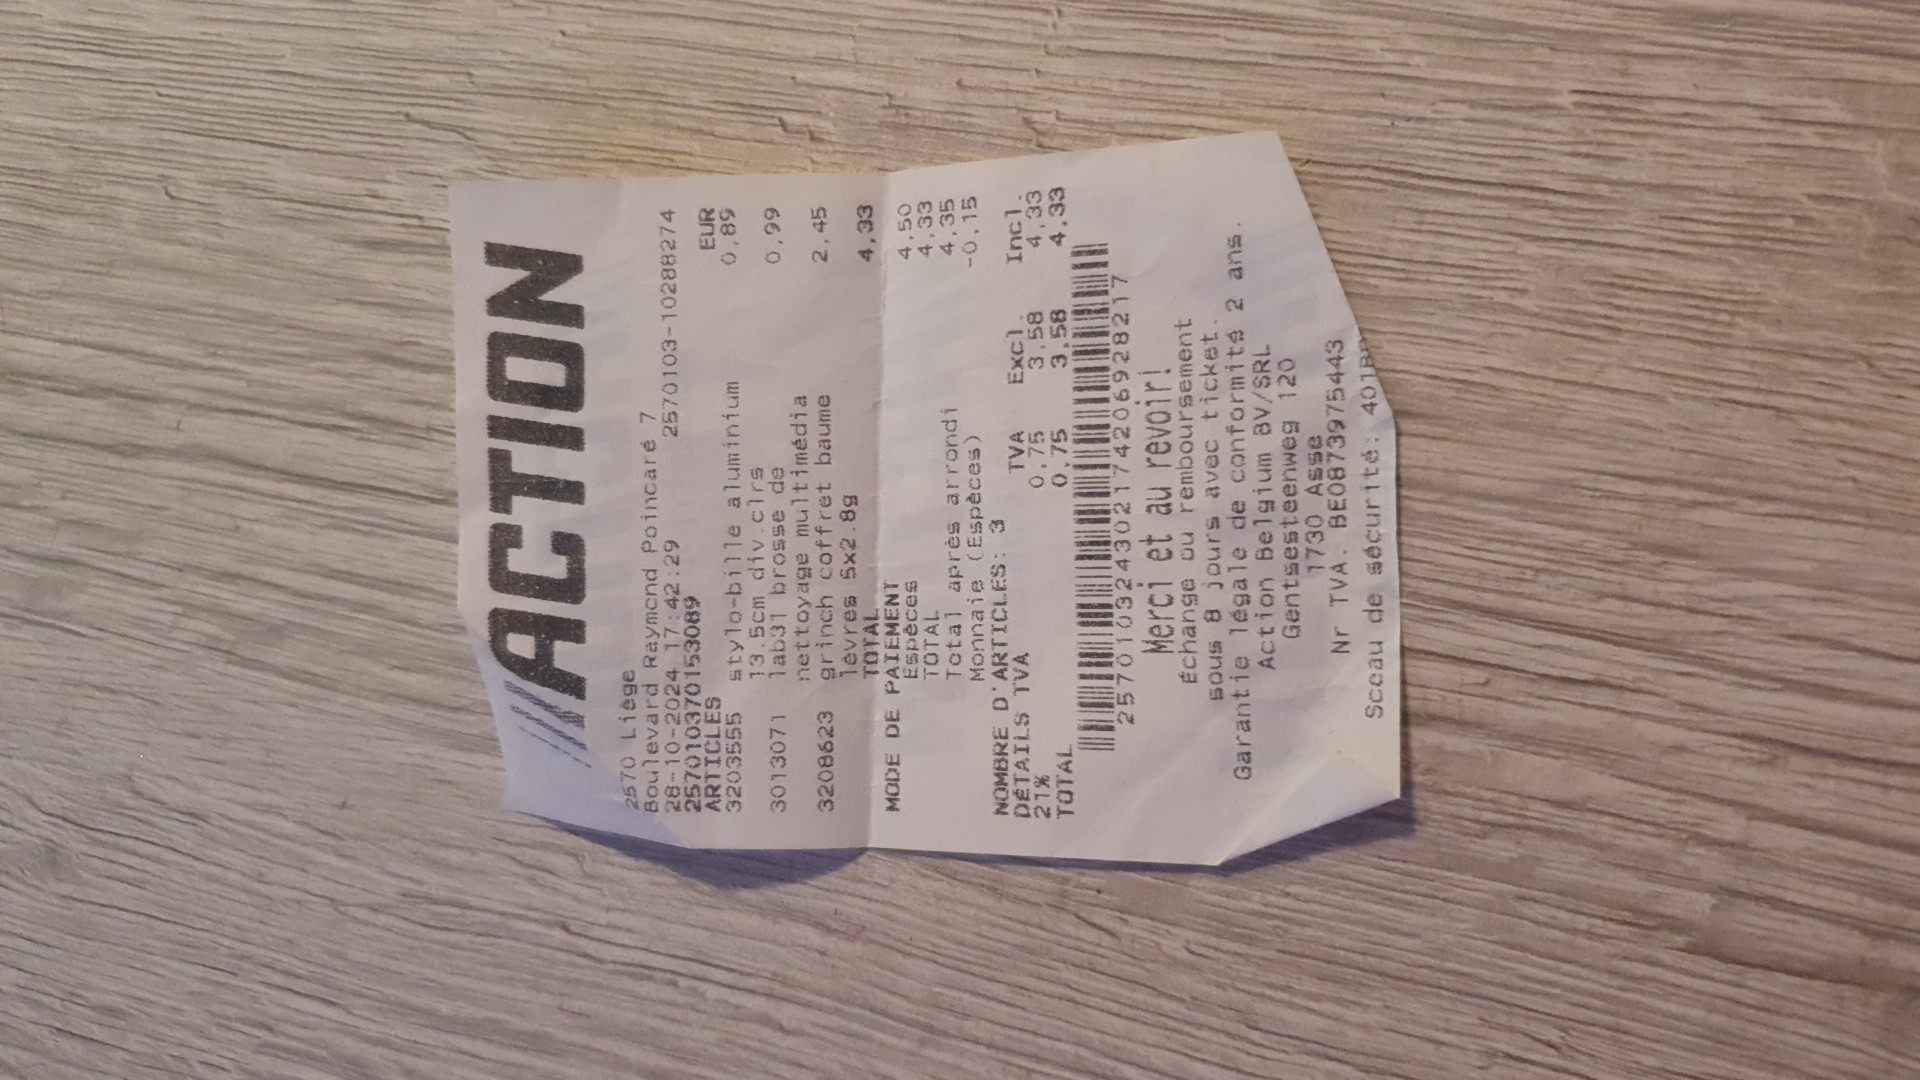 ACTION
2570 Liège
Boulevard Raymond Poincaré 7
28-10-2024 17:42:29 2570103-10288274
257010370153089
ARTICLES EUR
3203555 stylo-bille aluminium 0,89
13.5cm div.clrs
3013071 lab31 brosse de 0,99
nettoyage multimédia
3208623 grinch coffret baume 2,45
lèvres 5x2.8g
TOTAL 4,33
MODE DE PAIEMENT
Espèces 4,50
TOTAL 4,33
Total après arrondi 4,35
Monnaie (Espèces) -0,15
NOMBRE D'ARTICLES: 3
DÉTAILS TVA TVA Excl. Incl.
21% 0,75 3,58 4,33
TOTAL 0,75 3,58 4,33
257010324302174206928217
Merci et au revoir!
Échange ou remboursement
sous 8 jours avec ticket.
Garantie légale de conformité 2 ans.
Action Belgium BV/SRL
Gentsesteenweg 120
1730 Asse
Nr TVA. BE0873975443
Sceau de sécurité: